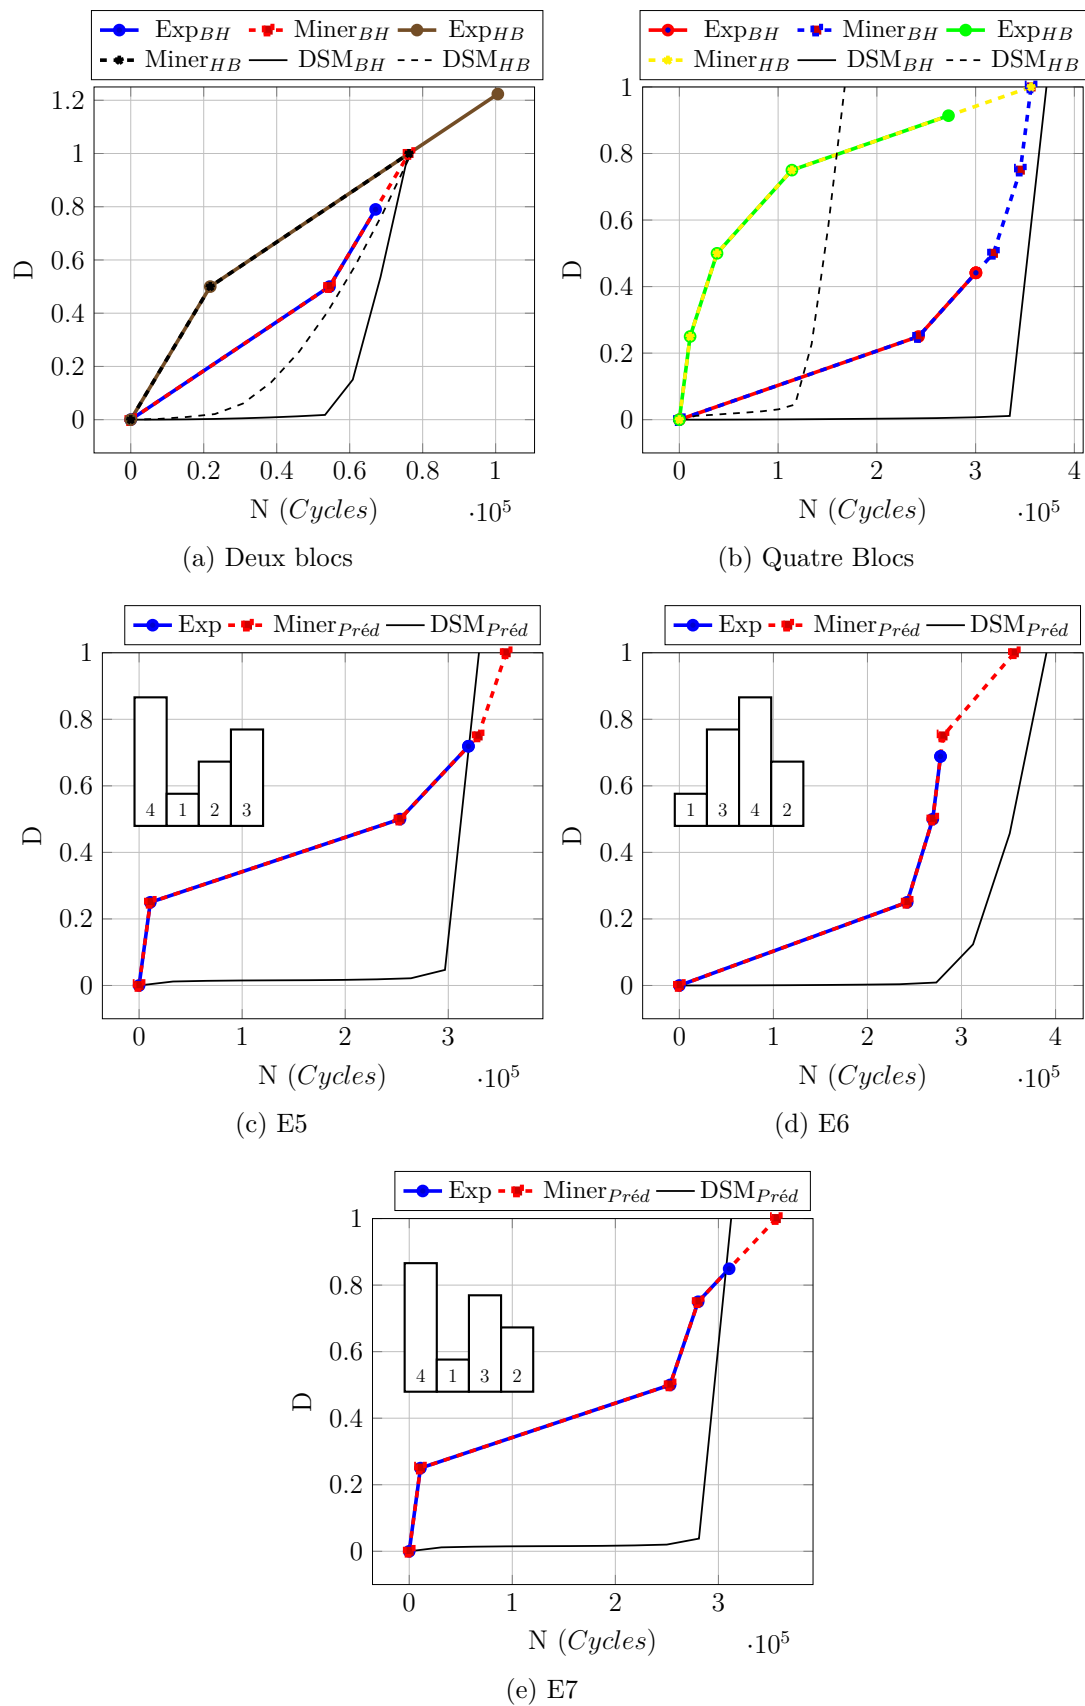 Exp_BH Miner_BH Exp_HB
Miner_HB DSM_BH DSM_HB
1.2
1
0.8
0.6
0.4
0.2
0
D
0 0.2 0.4 0.6 0.8 1
N (Cycles) ·10^5
(a) Deux blocs
Exp_BH Miner_BH Exp_HB
Miner_HB DSM_BH DSM_HB
1
0.8
0.6
0.4
0.2
0
D
0 1 2 3 4
N (Cycles) ·10^5
(b) Quatre Blocs
Exp Miner_Préd DSM_Préd
1
0.8
0.6
0.4
0.2
0
D
4 1 2 3
0 1 2 3
N (Cycles) ·10^5
(c) E5
Exp Miner_Préd DSM_Préd
1
0.8
0.6
0.4
0.2
0
D
1 3 4 2
0 1 2 3 4
N (Cycles) ·10^5
(d) E6
Exp Miner_Préd DSM_Préd
1
0.8
0.6
0.4
0.2
0
D
4 1 3 2
0 1 2 3
N (Cycles) ·10^5
(e) E7